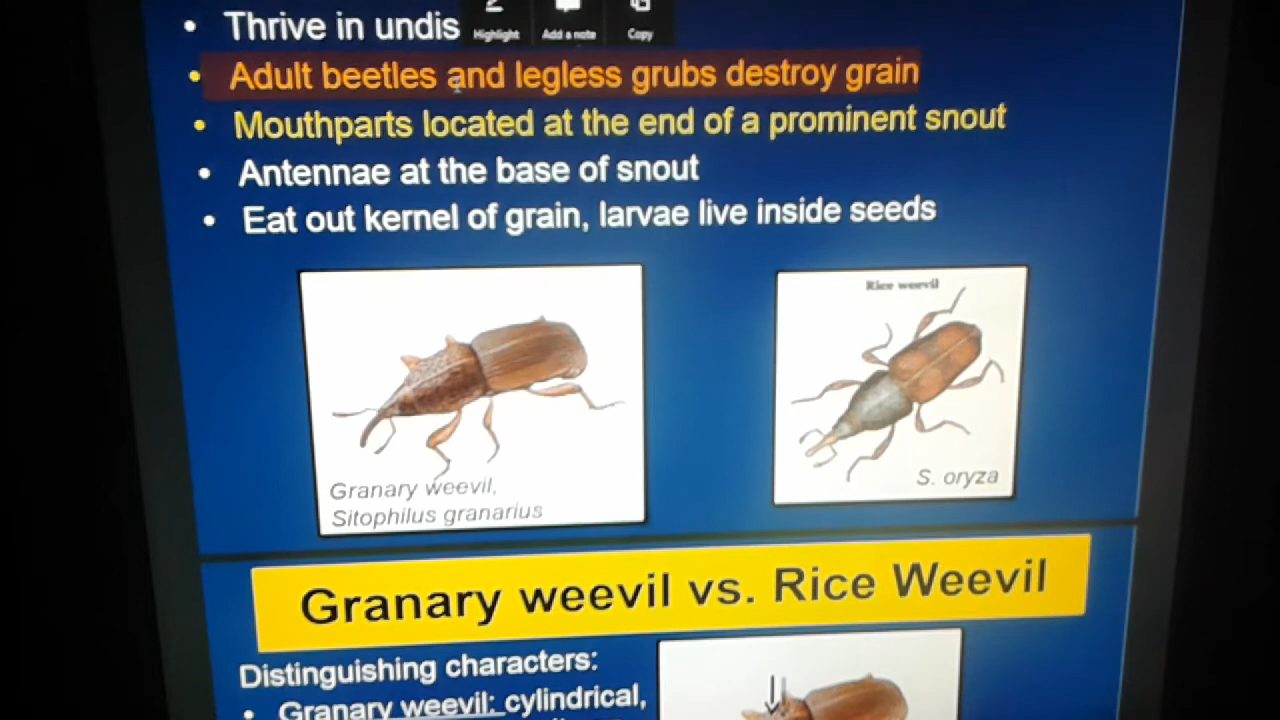 • Thrive in undis
Highlight
Add a note
Copy
• Adult beetles and legless grubs destroy grain
• Mouthparts located at the end of a prominent snout
• Antennae at the base of snout
• Eat out kernel of grain, larvae live inside seeds
Granary weevil,
Sitophilus granarius
Rice weevil
S. oryza
Granary weevil vs. Rice Weevil
Distinguishing characters:
• Granary weevil: cylindrical,